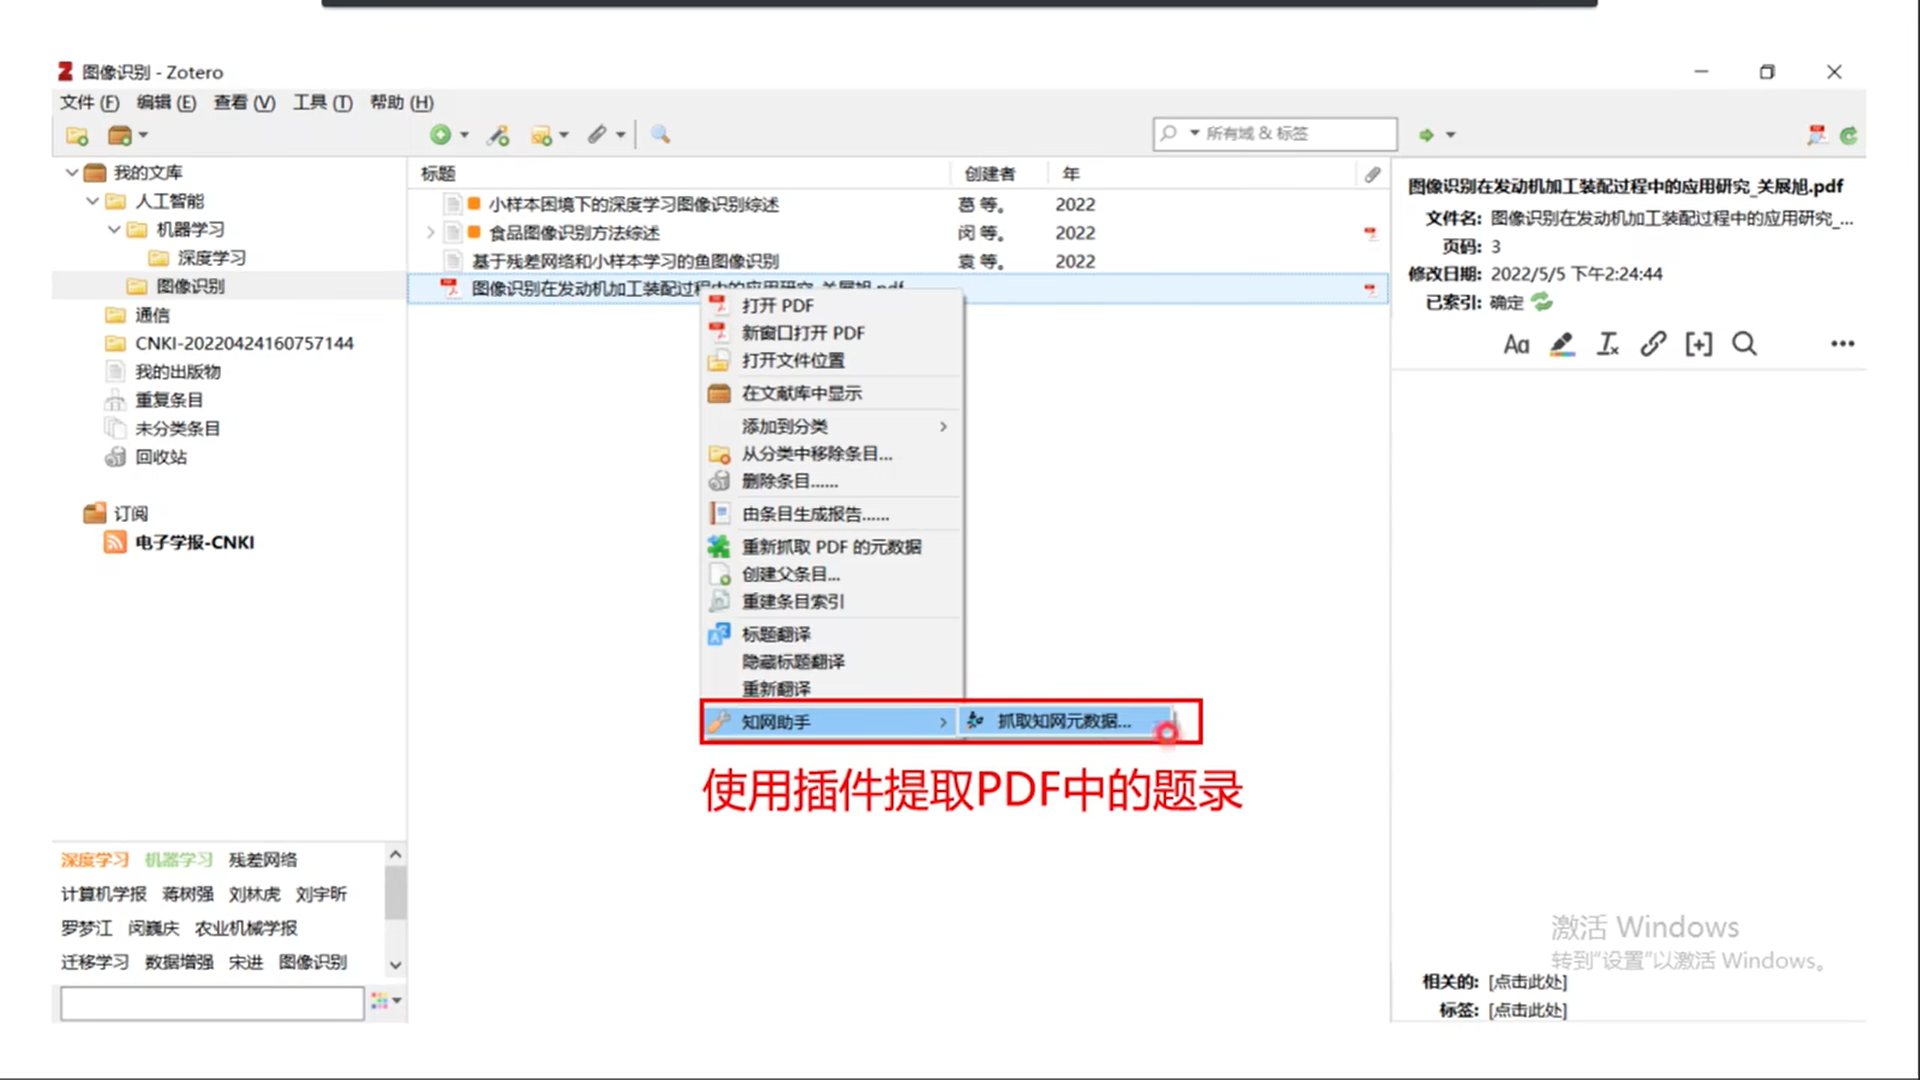 图像识别 - Zotero
文件 (F) 编辑 (E) 查看 (V) 工具 (T) 帮助 (H)
所有域 & 标签
我的文库
人工智能
机器学习
深度学习
图像识别
通信
CNKI-20220424160757144
我的出版物
重复条目
未分类条目
回收站
订阅
电子学报-CNKI
深度学习 机器学习 残差网络
计算机学报 蒋树强 刘林虎 刘宇昕
罗梦江 闵巍庆 农业机械学报
迁移学习 数据增强 宋进 图像识别
标题 创建者 年
小样本困境下的深度学习图像识别综述 葛 等。 2022
食品图像识别方法综述 闵 等。 2022
基于残差网络和小样本学习的鱼图像识别 袁 等。 2022
图像识别在发动机加工装配过程中的应用研究_关展旭.pdf
打开 PDF
新窗口打开 PDF
打开文件位置
在文献库中显示
添加到分类
从分类中移除条目...
删除条目......
由条目生成报告......
重新抓取 PDF 的元数据
创建父条目...
重建条目索引
标题翻译
隐藏标题翻译
重新翻译
知网助手
抓取知网元数据...
使用插件提取PDF中的题录
图像识别在发动机加工装配过程中的应用研究_关展旭.pdf
文件名: 图像识别在发动机加工装配过程中的应用研究_...
页码: 3
修改日期: 2022/5/5 下午2:24:44
已索引: 确定
激活 Windows
转到“设置”以激活 Windows。
相关的: [点击此处]
标签: [点击此处]